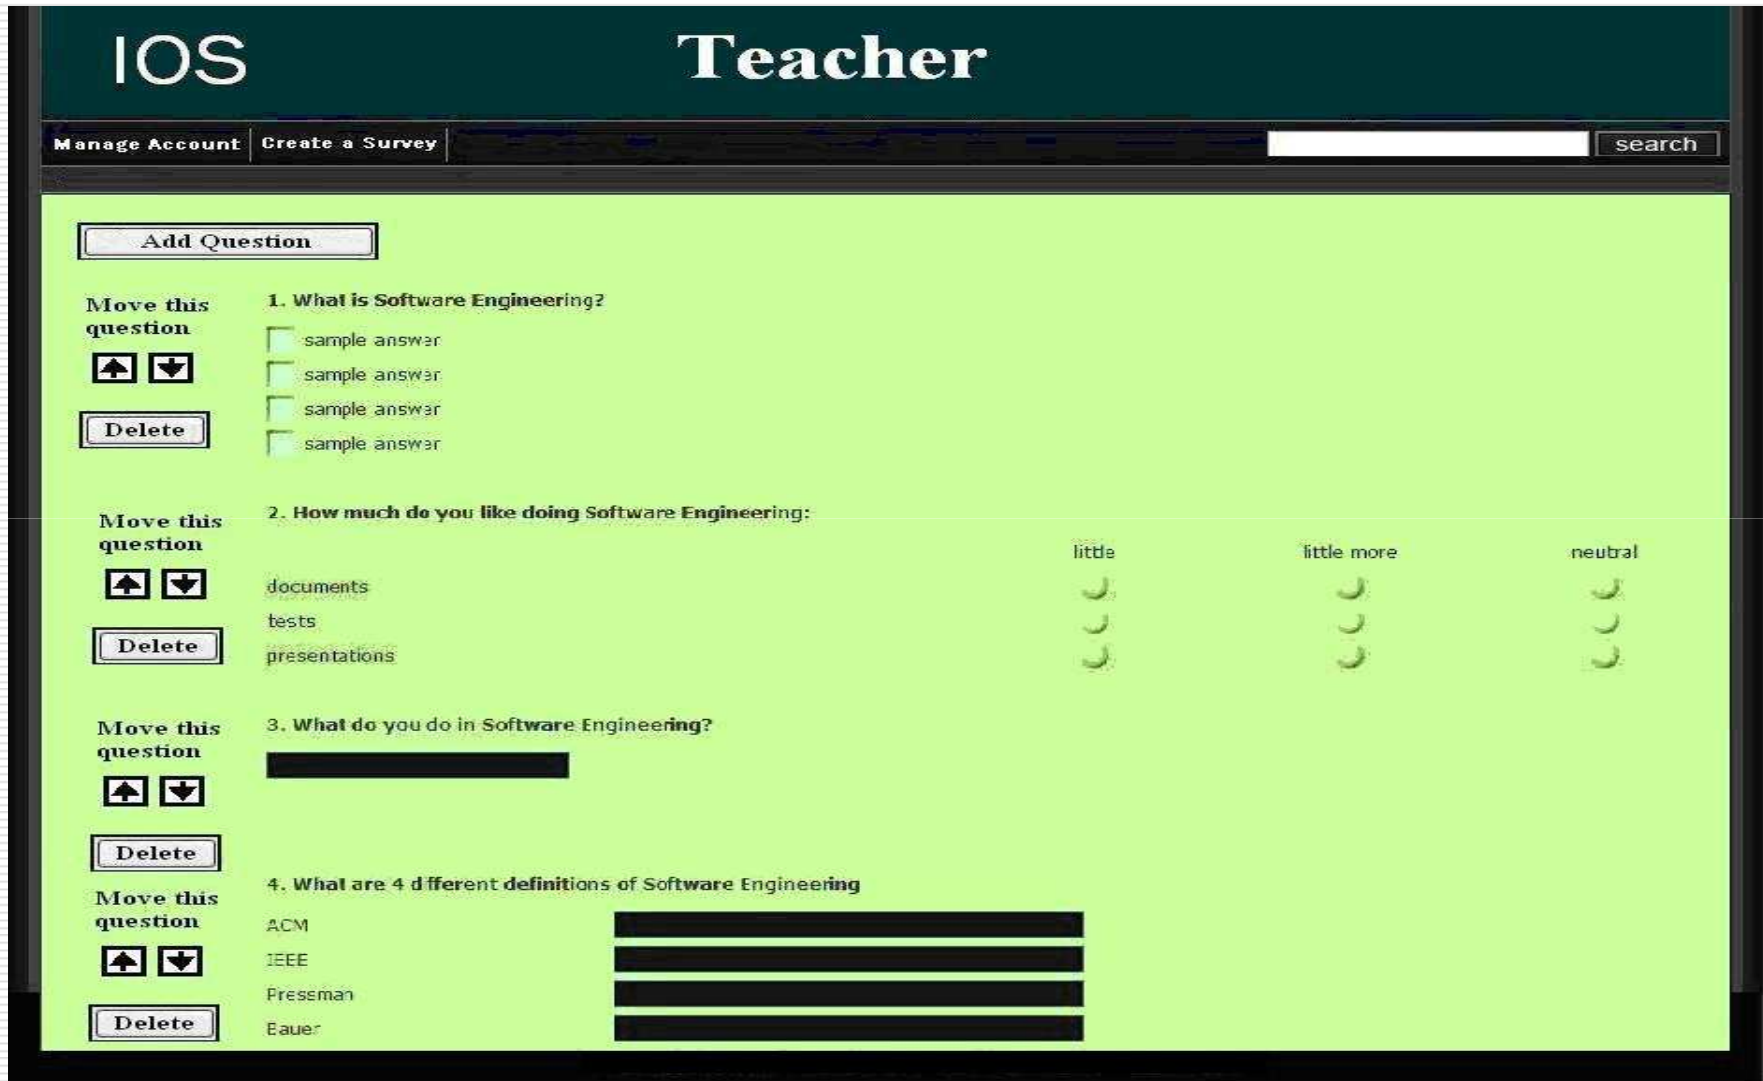 IOS
Teacher
Manage Account
Create a Survey
search
Add Question
Move this
question
1. What is Software Engineering?
sample answer
sample answer
sample answer
sample answer
Delete
Move this
question
2. How much do you like doing Software Engineering:
little little more neutral
documents
tests
presentations
Delete
Move this
question
3. What do you do in Software Engineering?
Delete
Move this
question
4. What are 4 different definitions of Software Engineering
ACM
IEEE
Pressman
Bauer
Delete